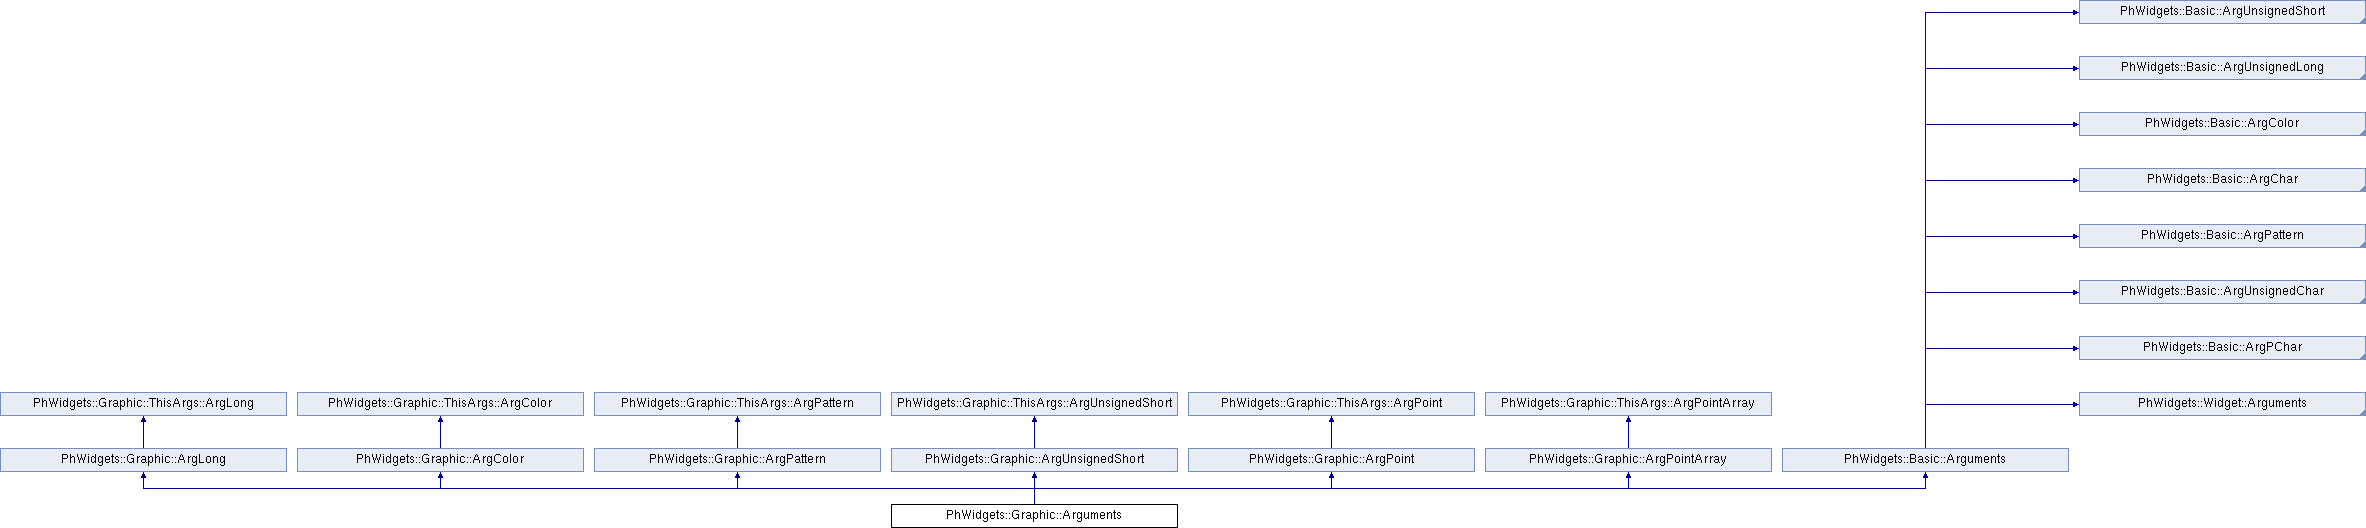 PhWidgets::Basic::ArgUnsignedShort
PhWidgets::Basic::ArgUnsignedLong
PhWidgets::Basic::ArgColor
PhWidgets::Basic::ArgChar
PhWidgets::Basic::ArgPattern
PhWidgets::Basic::ArgUnsignedChar
PhWidgets::Basic::ArgPChar
PhWidgets::Graphic::ThisArgs::ArgLong
PhWidgets::Graphic::ThisArgs::ArgColor
PhWidgets::Graphic::ThisArgs::ArgPattern
PhWidgets::Graphic::ThisArgs::ArgUnsignedShort
PhWidgets::Graphic::ThisArgs::ArgPoint
PhWidgets::Graphic::ThisArgs::ArgPointArray
PhWidgets::Widget::Arguments
PhWidgets::Graphic::ArgLong
PhWidgets::Graphic::ArgColor
PhWidgets::Graphic::ArgPattern
PhWidgets::Graphic::ArgUnsignedShort
PhWidgets::Graphic::ArgPoint
PhWidgets::Graphic::ArgPointArray
PhWidgets::Basic::Arguments
PhWidgets::Graphic::Arguments